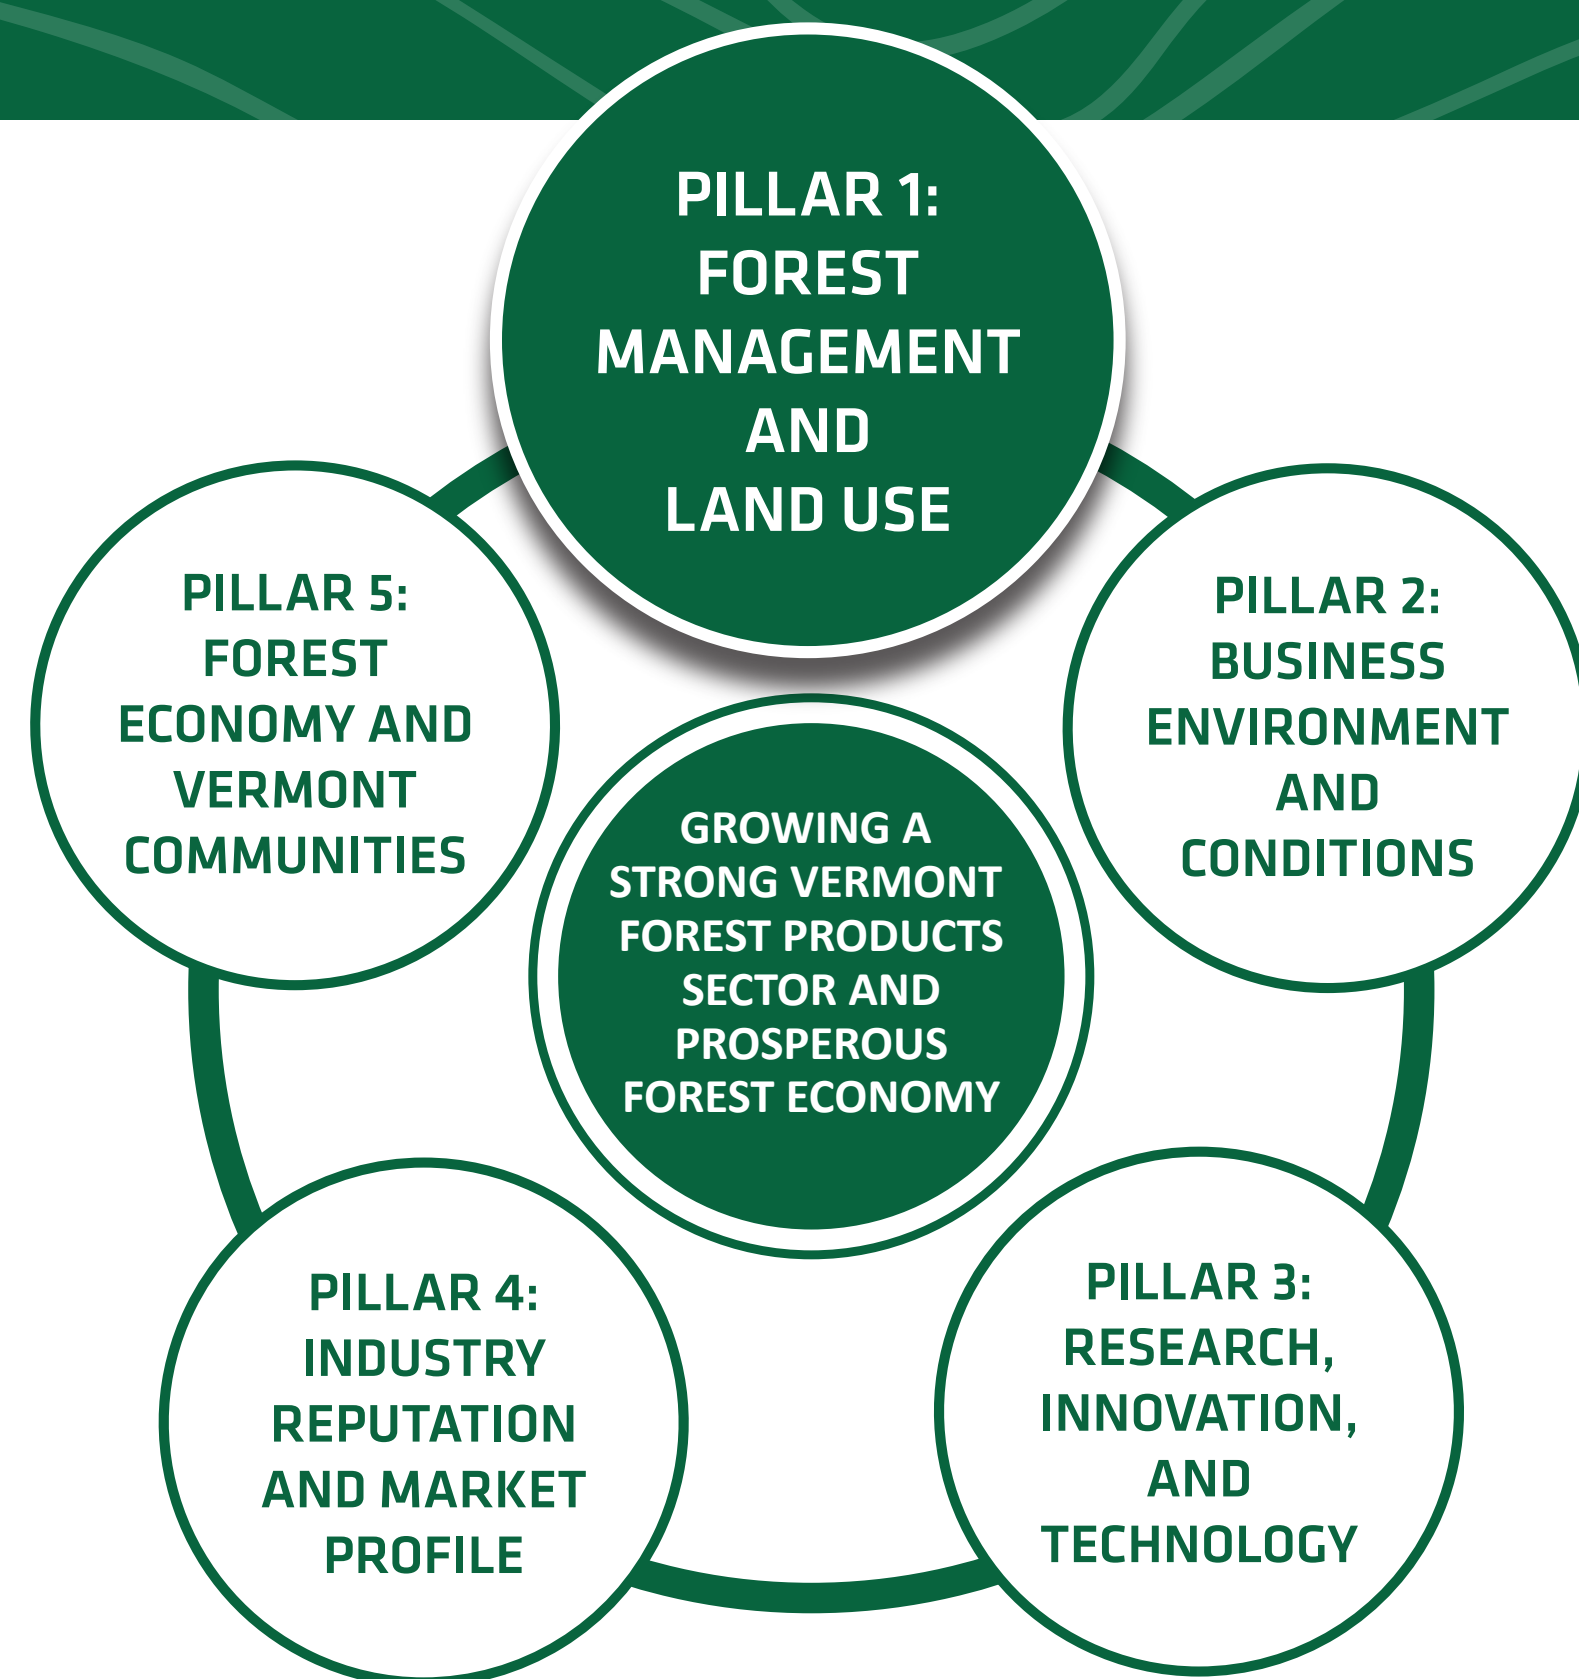 PILLAR 1:
FOREST
MANAGEMENT
AND
LAND USE
PILLAR 2:
BUSINESS
ENVIRONMENT
AND
CONDITIONS
PILLAR 3:
RESEARCH,
INNOVATION,
AND
TECHNOLOGY
PILLAR 4:
INDUSTRY
REPUTATION
AND MARKET
PROFILE
PILLAR 5:
FOREST
ECONOMY AND
VERMONT
COMMUNITIES
GROWING A
STRONG VERMONT
FOREST PRODUCTS
SECTOR AND
PROSPEROUS
FOREST ECONOMY